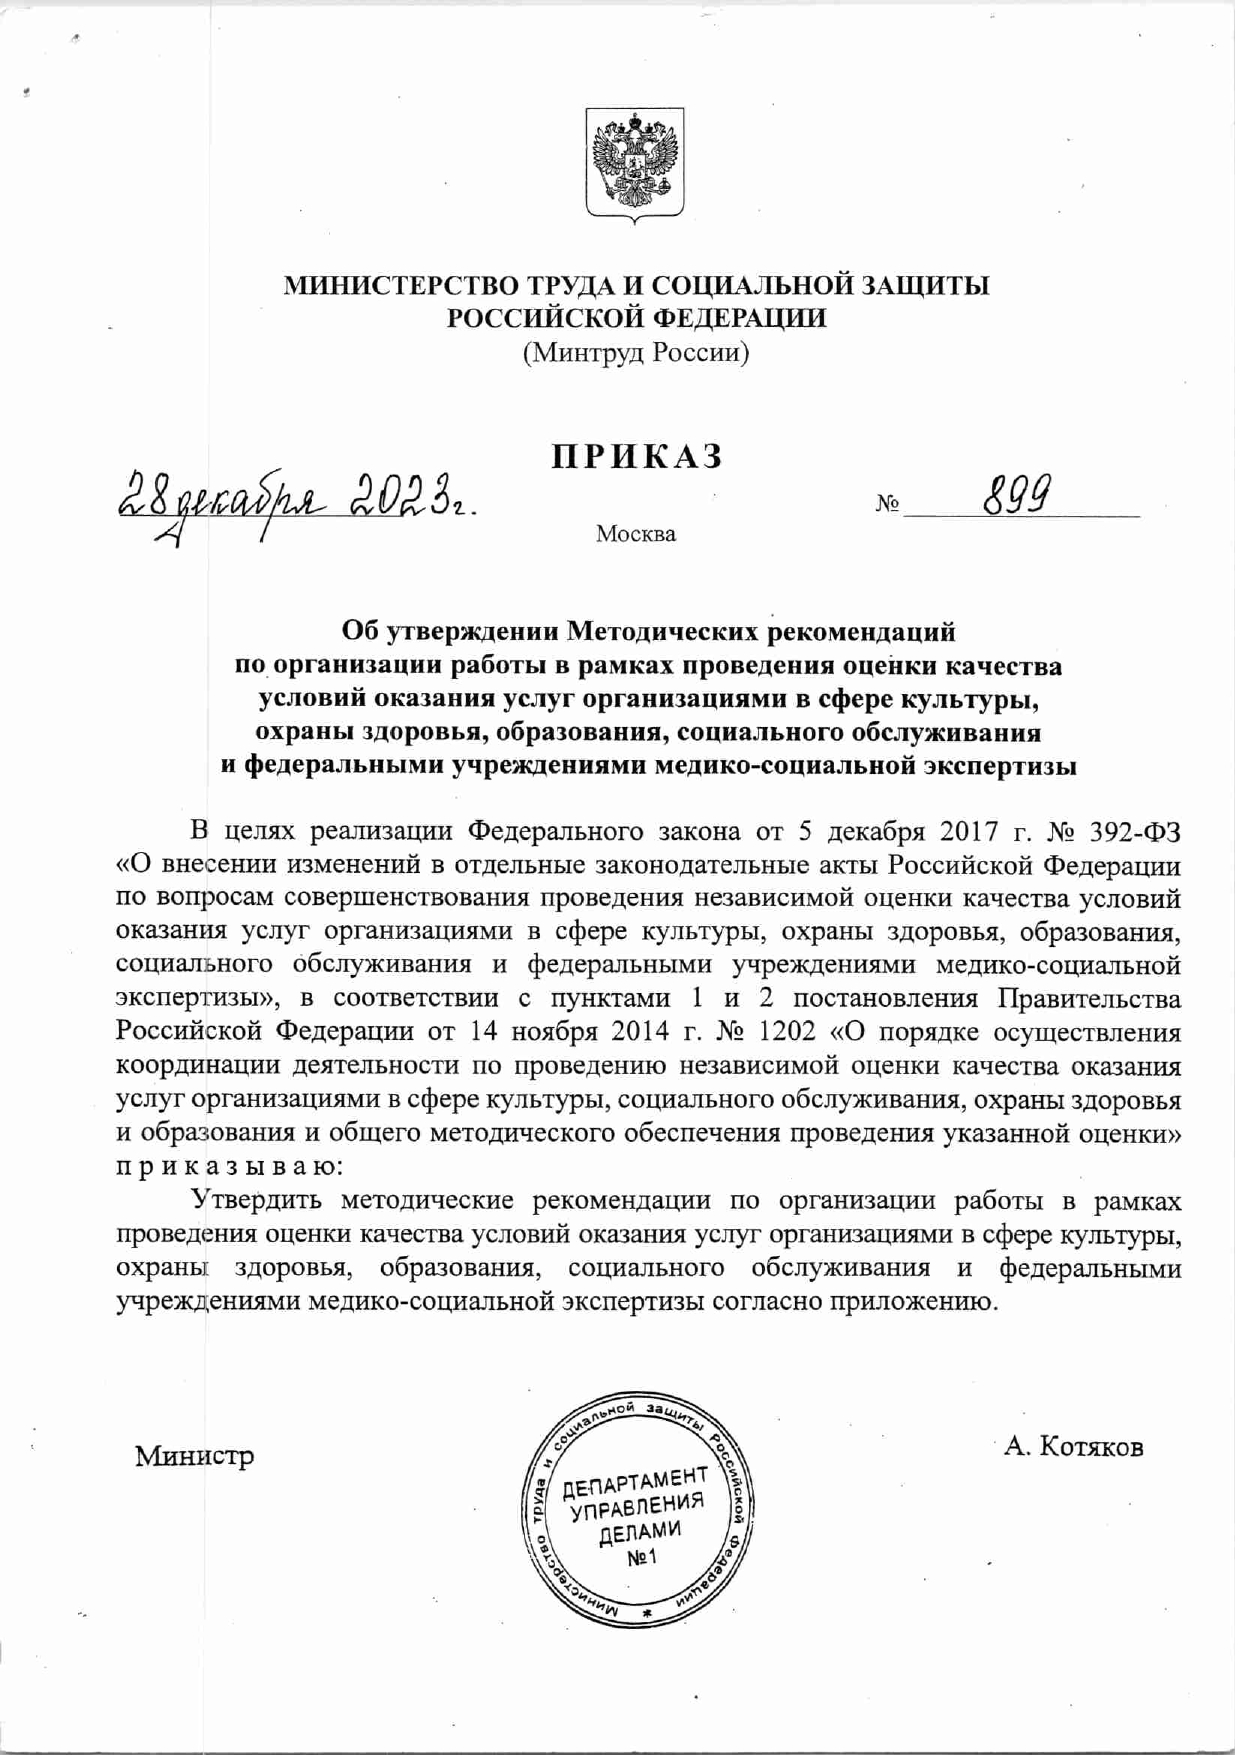 МИНИСТЕРСТВО ТРУДА И СОЦИАЛЬНОЙ ЗАЩИТЫ
РОССИЙСКОЙ ФЕДЕРАЦИИ
(Минтруд России)
ПРИКАЗ
28 декабря 2023г.
№ 899
Москва
Об утверждении Методических рекомендаций
по организации работы в рамках проведения оценки качества
условий оказания услуг организациями в сфере культуры,
охраны здоровья, образования, социального обслуживания
и федеральными учреждениями медико-социальной экспертизы
В целях реализации Федерального закона от 5 декабря 2017 г. № 392-ФЗ
«О внесении изменений в отдельные законодательные акты Российской Федерации
по вопросам совершенствования проведения независимой оценки качества условий
оказания услуг организациями в сфере культуры, охраны здоровья, образования,
социального обслуживания и федеральными учреждениями медико-социальной
экспертизы», в соответствии с пунктами 1 и 2 постановления Правительства
Российской Федерации от 14 ноября 2014 г. № 1202 «О порядке осуществления
координации деятельности по проведению независимой оценки качества оказания
услуг организациями в сфере культуры, социального обслуживания, охраны здоровья
и образования и общего методического обеспечения проведения указанной оценки»
п р и к а з ы в а ю:
Утвердить методические рекомендации по организации работы в рамках
проведения оценки качества условий оказания услуг организациями в сфере культуры,
охраны здоровья, образования, социального обслуживания и федеральными
учреждениями медико-социальной экспертизы согласно приложению.
Министр
А. Котяков
Министерство труда и социальной защиты Российской Федерации *
ДЕПАРТАМЕНТ
УПРАВЛЕНИЯ
ДЕЛАМИ
№1